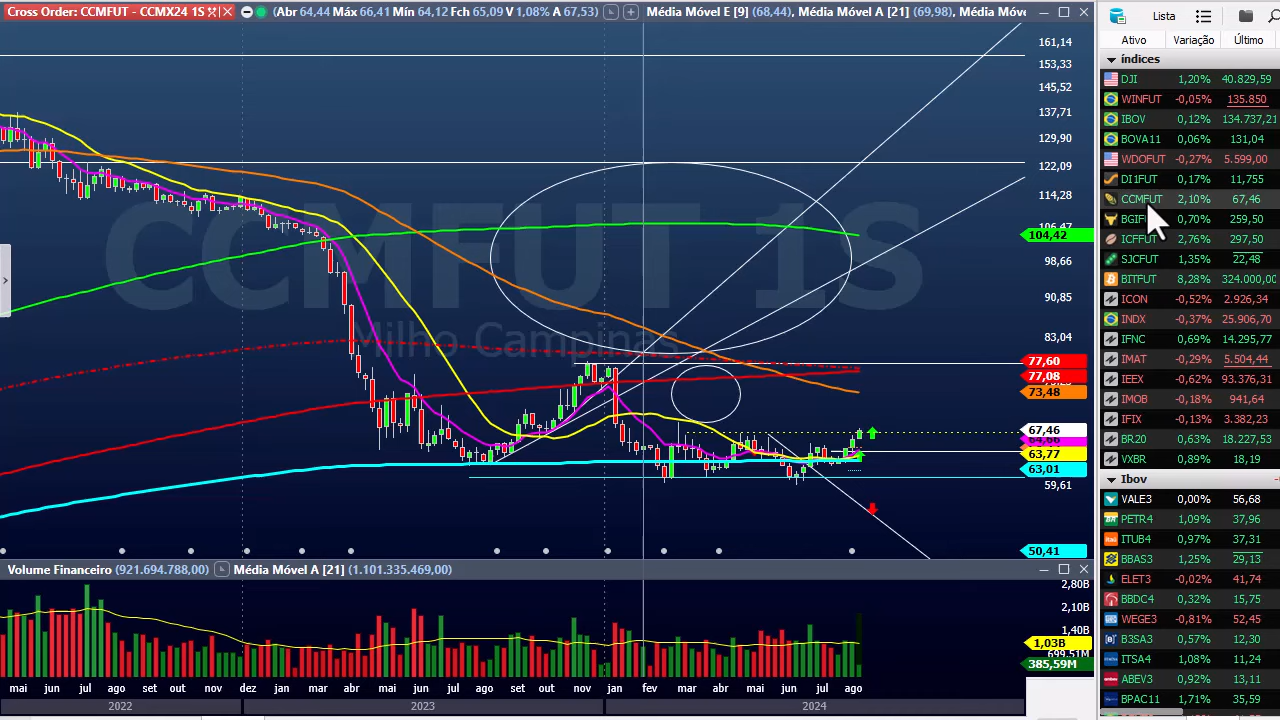 Cross Order: CCMFUT - CCMX24 1S
(Abr 64,44 Máx 66,41 Mín 64,12 Fch 65,09 V 1,08% A 67,53)
Média Móvel E [9] (68,44), Média Móvel A [21] (69,98), Média Móve
CCMFUT 1S
Milho Campinas
161,14
153,33
145,52
137,71
129,90
122,09
114,28
104,42
98,66
90,85
83,04
77,60
77,08
73,48
67,46
63,77
63,01
59,61
50,41
Volume Financeiro (921.694.788,00)
Média Móvel A [21] (1.101.333.469,00)
2,80B
2,10B
1,40B
1,03B
385,59M
mai jun jul ago set out
jul ago set out
jan fev mar abr mai jun jul ago
2022
2024
Lista
Ativo Variação Último
índices
DJI 1,20% 40.829,59
WINFUT -0,05% 135.850
IBOV 0,12% 134.737,21
BOVA11 0,06% 131,04
WDOFUT 5.599,00
DI1FUT 0,17% 11,755
CCMFUT 2,10% 67,46
BGIFU 0,70% 259,50
ICFFUT 2,76% 297,50
SJCFUT 1,35% 22,48
BITFUT 8,28% 324.000,00
ICON -0,52% 2.926,34
INDX -0,37% 25.906,70
IFNC 0,69% 14.295,77
IMAT -0,29% 5.504,44
IEEX -0,62% 93.376,31
IMOB -0,18% 941,64
IFIX -0,13% 3.382,23
BR20 0,63% 18.227,53
VXBR 0,89% 18,19
Ibov
VALE3 0,00% 56,68
PETR4 1,09% 37,96
ITUB4 0,97% 37,31
BBAS3 1,25% 29,13
ELET3 -0,02% 41,74
BBDC4 0,32% 15,75
WEGE3 -0,81% 52,45
B3SA3 0,57% 12,30
ITSA4 1,08% 11,24
ABEV3 0,92% 13,11
BPAC11 1,71% 35,59